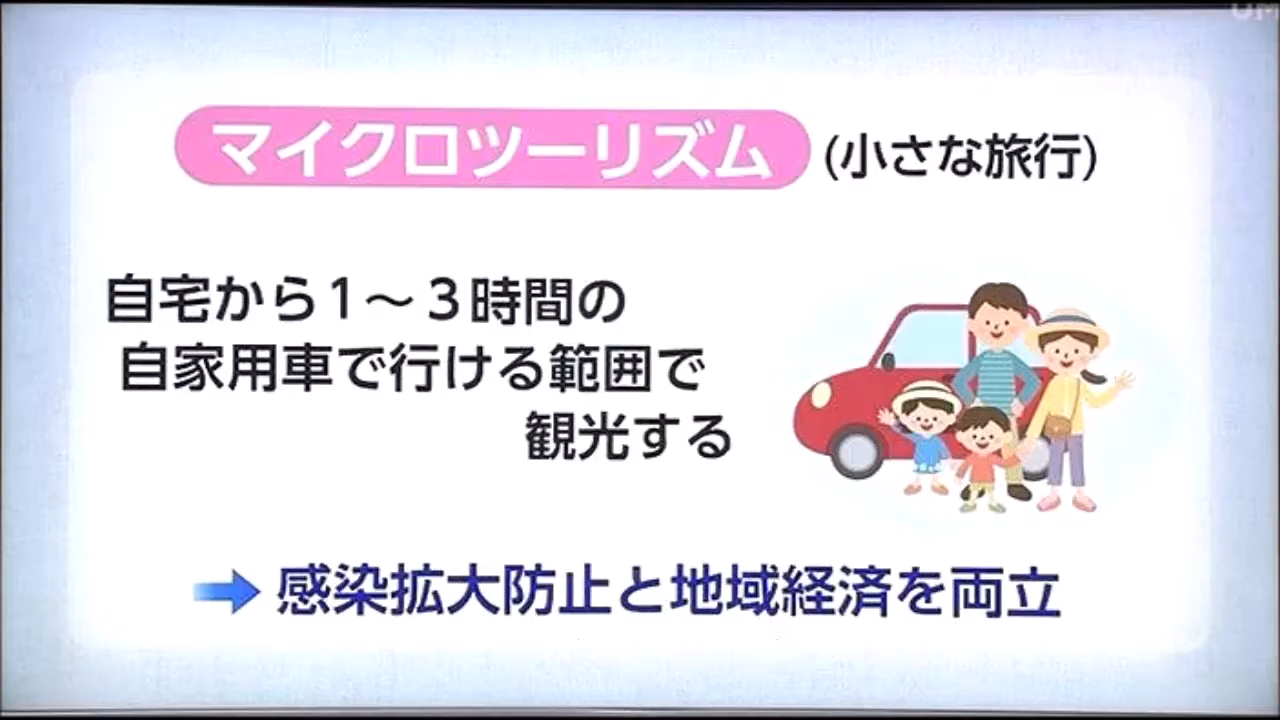 マイクロツーリズム (小さな旅行)
自宅から1～3時間の
自家用車で行ける範囲で
観光する
➡感染拡大防止と地域経済を両立